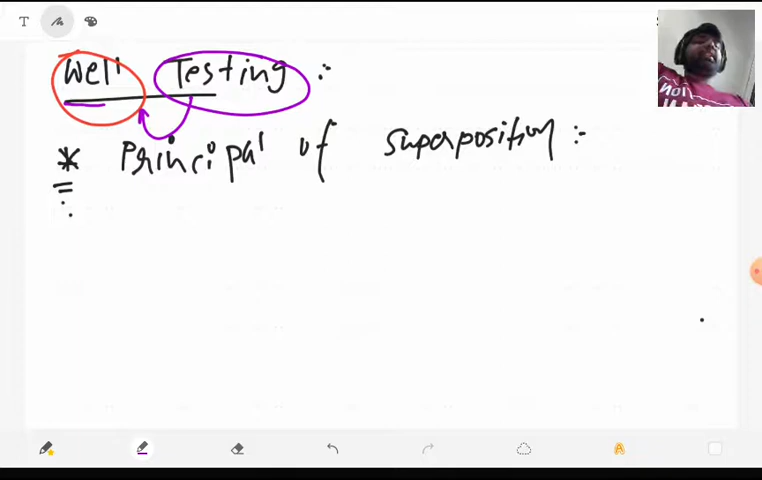 T
Well Testing :-
* Principal of superposition :-
A